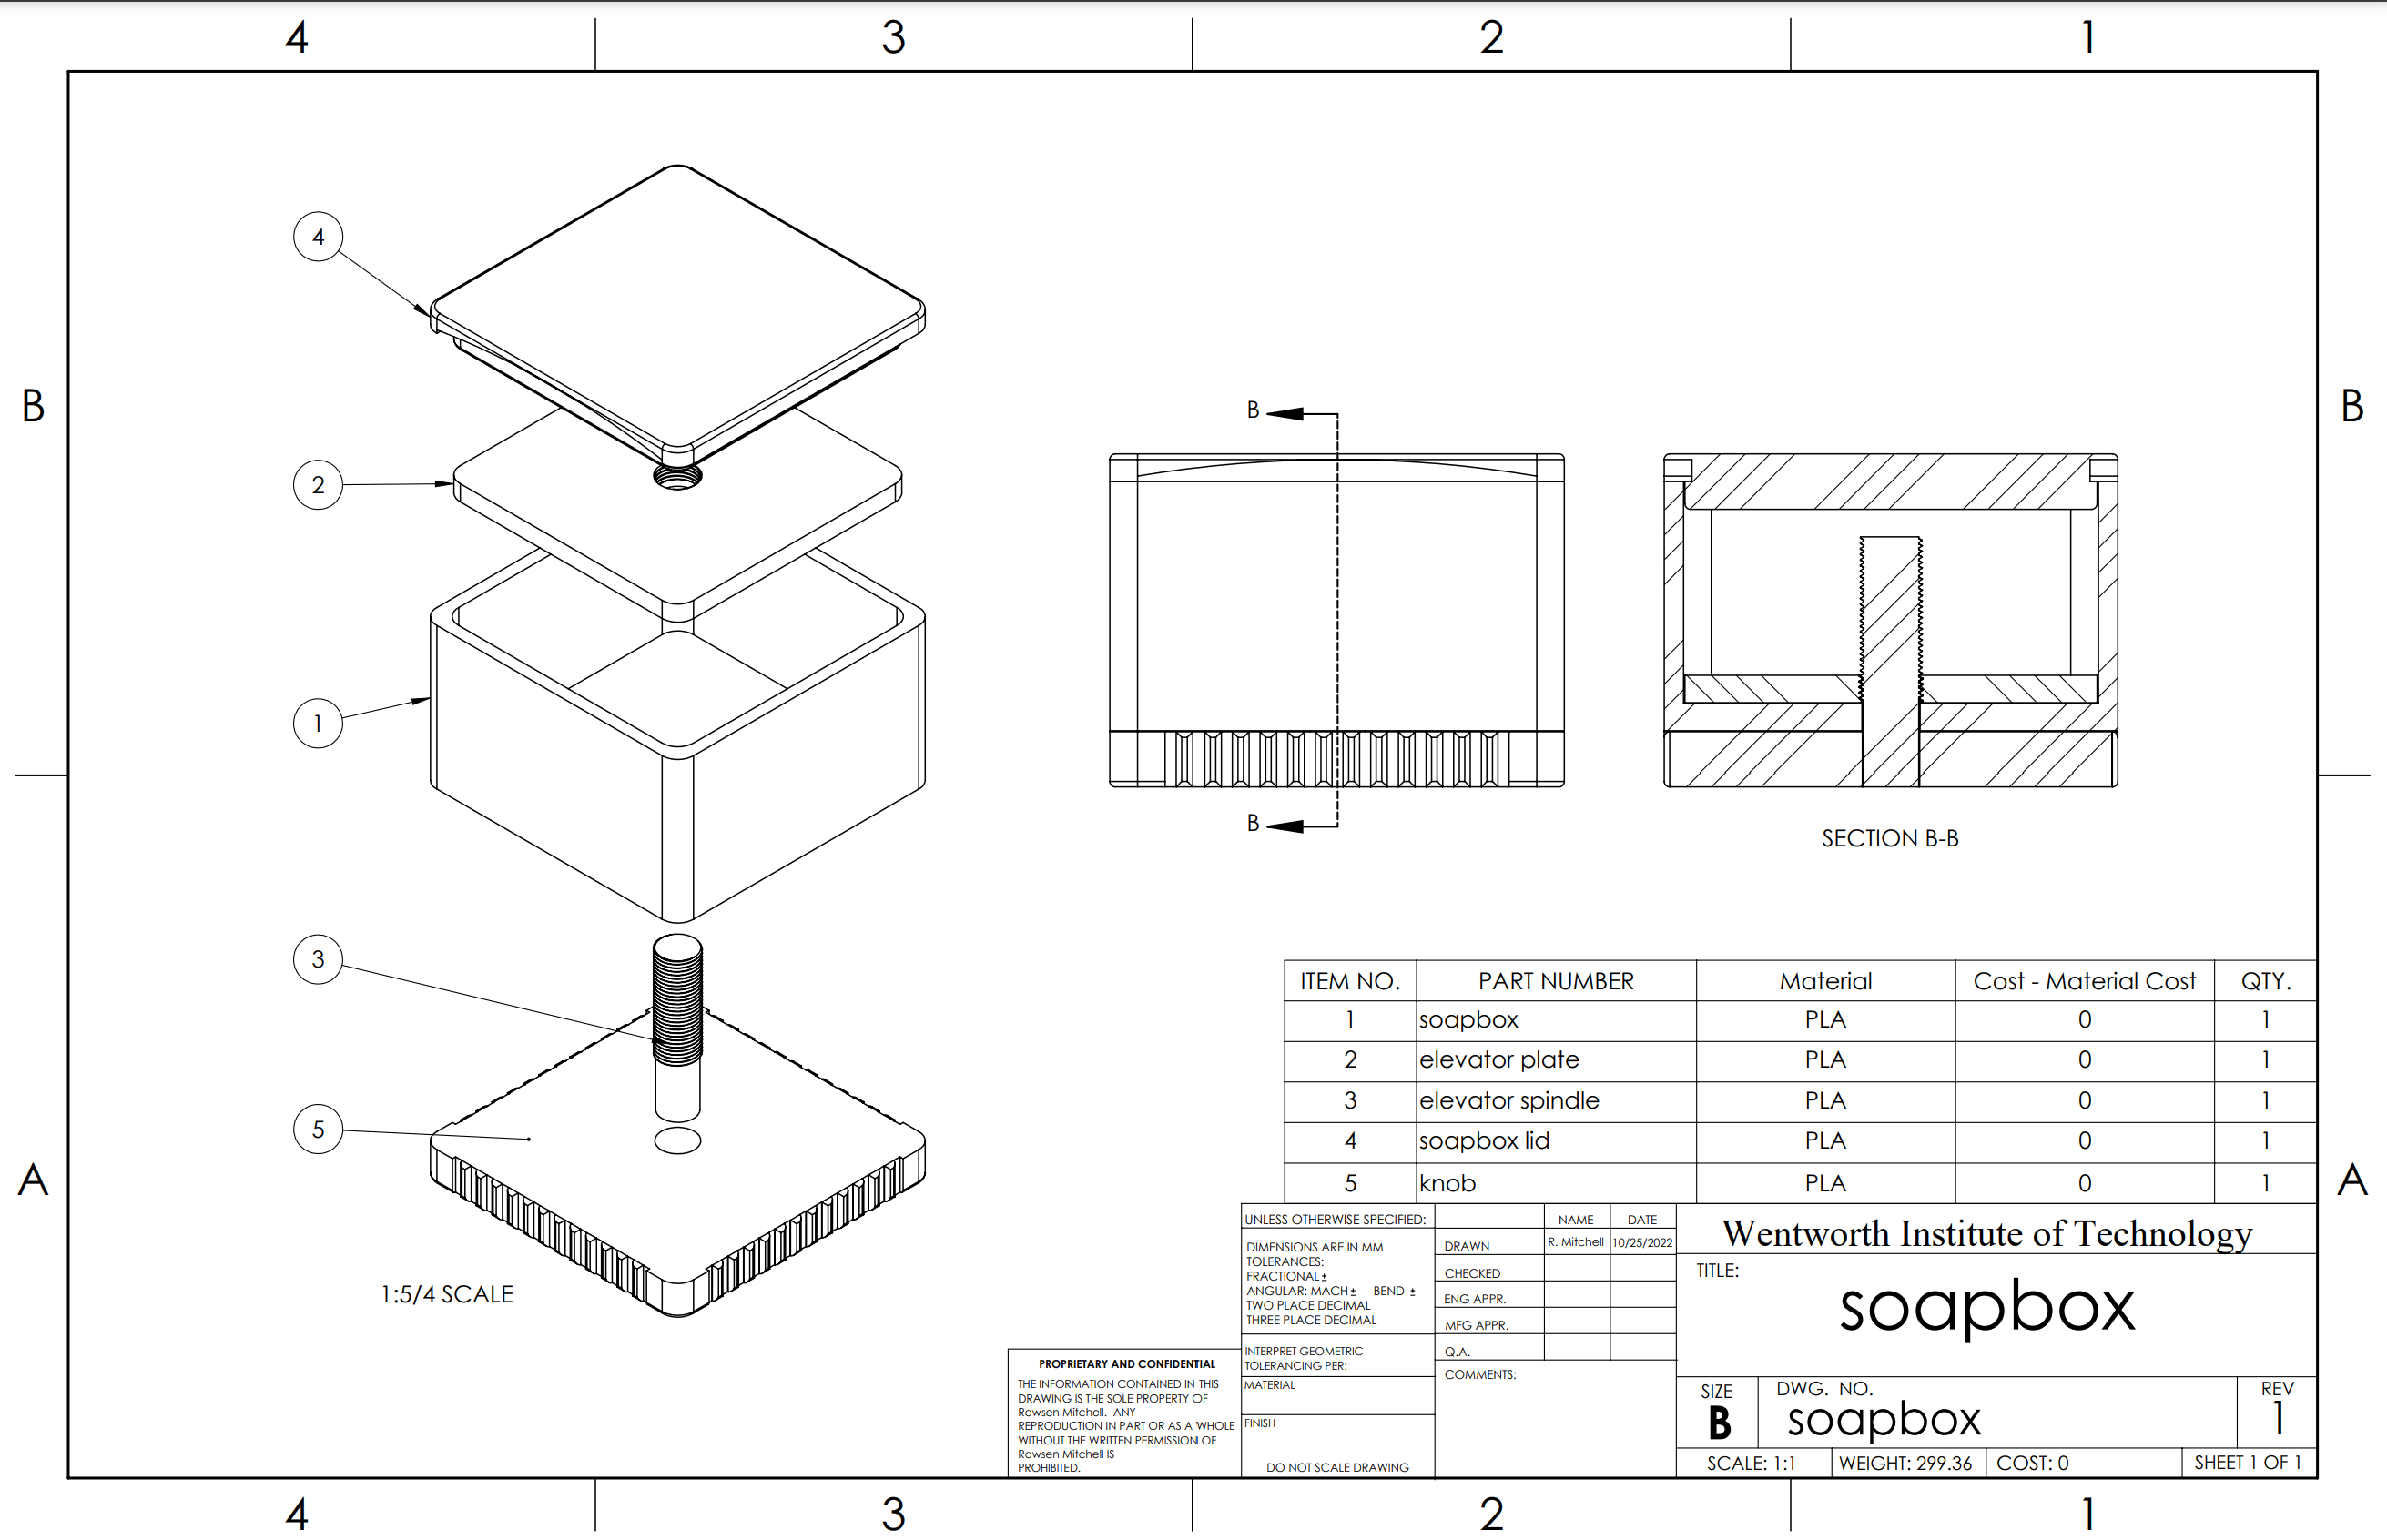 4 3 2 1
B B
A A
4
2
1
3
5
1:5/4 SCALE
B
B
SECTION B-B
ITEM NO. PART NUMBER Material Cost - Material Cost QTY.
1 soapbox PLA 0 1
2 elevator plate PLA 0 1
3 elevator spindle PLA 0 1
4 soapbox lid PLA 0 1
5 knob PLA 0 1
UNLESS OTHERWISE SPECIFIED:
DIMENSIONS ARE IN MM
TOLERANCES:
FRACTIONAL±
ANGULAR: MACH± BEND ±
TWO PLACE DECIMAL
THREE PLACE DECIMAL
INTERPRET GEOMETRIC
TOLERANCING PER:
MATERIAL
FINISH
DO NOT SCALE DRAWING
NAME DATE
DRAWN R. Mitchell 10/25/2022
CHECKED
ENG APPR.
MFG APPR.
Q.A.
COMMENTS:
PROPRIETARY AND CONFIDENTIAL
THE INFORMATION CONTAINED IN THIS
DRAWING IS THE SOLE PROPERTY OF
Rawsen Mitchell. ANY
REPRODUCTION IN PART OR AS A WHOLE
WITHOUT THE WRITTEN PERMISSION OF
Rawsen Mitchell IS
PROHIBITED.
Wentworth Institute of Technology
TITLE:
soapbox
SIZE DWG. NO. REV
B soapbox 1
SCALE: 1:1 WEIGHT: 299.36 COST: 0 SHEET 1 OF 1
4 3 2 1